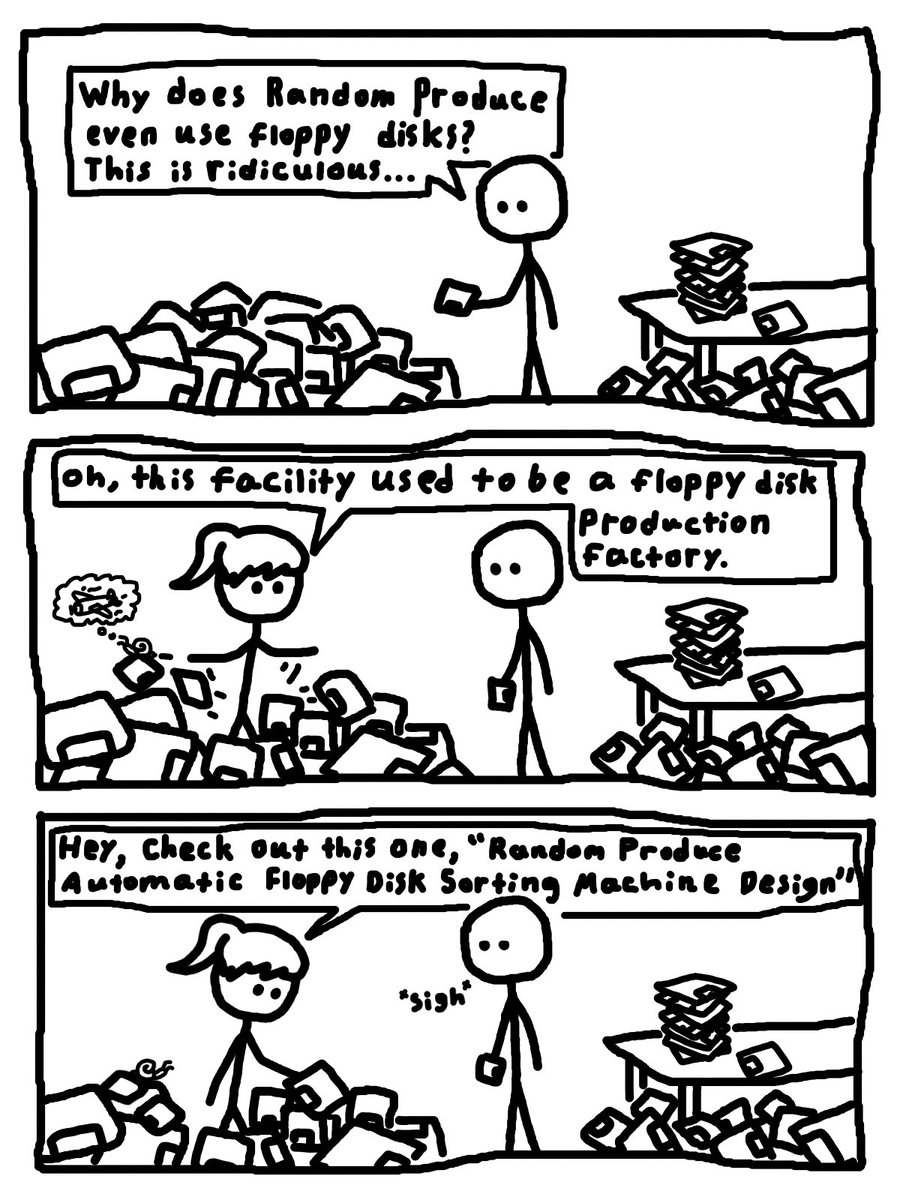 Why does Random Produce
even use floppy disks?
This is ridiculous...
oh, this facility used to be a floppy disk
Production
factory.
Hey, check out this one, "Random Produce
Automatic Floppy Disk Sorting Machine Design"
*sigh*